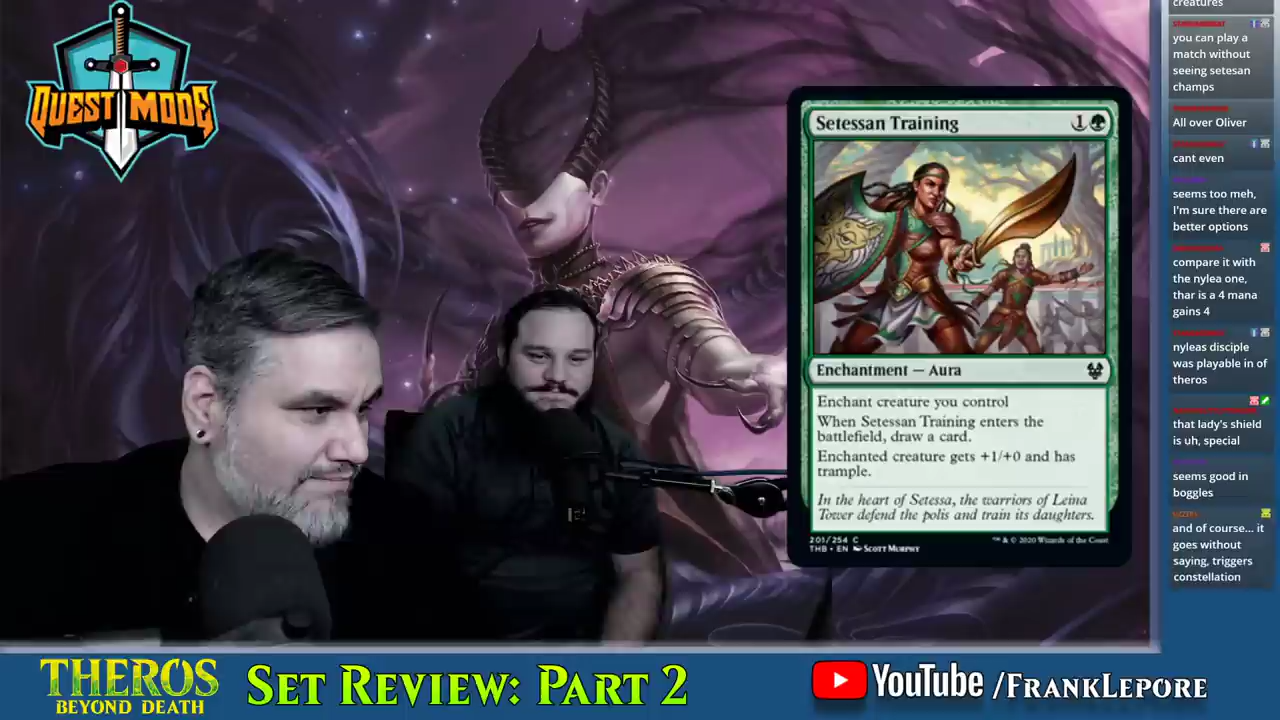 QUEST MODE
Setessan Training 1
Enchantment — Aura
Enchant creature you control
When Setessan Training enters the
battlefield, draw a card.
Enchanted creature gets +1/+0 and has
trample.
In the heart of Setessa, the warriors of Leina
Tower defend the polis and train its daughters.
201/254 C
THB • EN Scott Murphy
™ & © 2020 Wizards of the Coast
creatures
you can play a
match without
seeing setesan
champs
All over Oliver
cant even
seems too meh,
I'm sure there are
better options
compare it with
the nylea one,
thar is a 4 mana
gains 4
nyleas disciple
was playable in of
theros
that lady's shield
is uh, special
seems good in
boggles
and of course... it
goes without
saying, triggers
constellation
THEROS
BEYOND DEATH
Set Review: Part 2
YouTube /FrankLepore